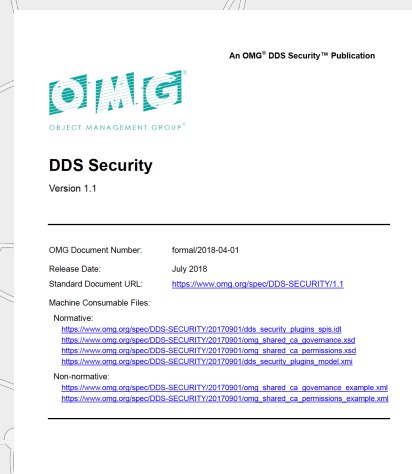 An OMG® DDS Security™ Publication
OMG
OBJECT MANAGEMENT GROUP®
DDS Security
Version 1.1
OMG Document Number: formal/2018-04-01
Release Date: July 2018
Standard Document URL: https://www.omg.org/spec/DDS-SECURITY/1.1
Machine Consumable Files:
Normative:
https://www.omg.org/spec/DDS-SECURITY/20170901/dds_security_plugins_spis.idl
https://www.omg.org/spec/DDS-SECURITY/20170901/omg_shared_ca_governance.xsd
https://www.omg.org/spec/DDS-SECURITY/20170901/omg_shared_ca_permissions.xsd
https://www.omg.org/spec/DDS-SECURITY/20170901/dds_security_plugins_model.xmi
Non-normative:
https://www.omg.org/spec/DDS-SECURITY/20170901/omg_shared_ca_governance_example.xml
https://www.omg.org/spec/DDS-SECURITY/20170901/omg_shared_ca_permissions_example.xml